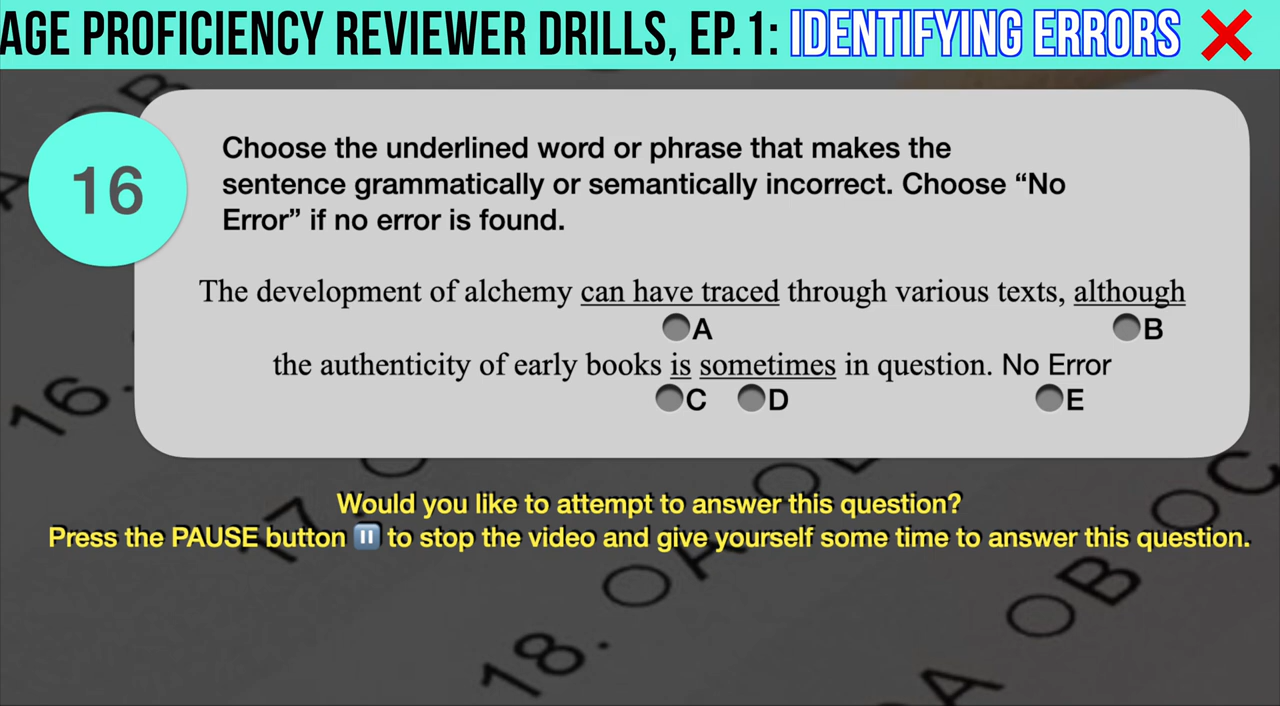 AGE PROFICIENCY REVIEWER DRILLS, EP.1: IDENTIFYING ERRORS ❌
16
Choose the underlined word or phrase that makes the
sentence grammatically or semantically incorrect. Choose “No
Error” if no error is found.
The development of alchemy can have traced through various texts, although
A B
the authenticity of early books is sometimes in question. No Error
C D E
Would you like to attempt to answer this question?
Press the PAUSE button ⏸ to stop the video and give yourself some time to answer this question.
16.
17.
18. O A O B O C
A O B